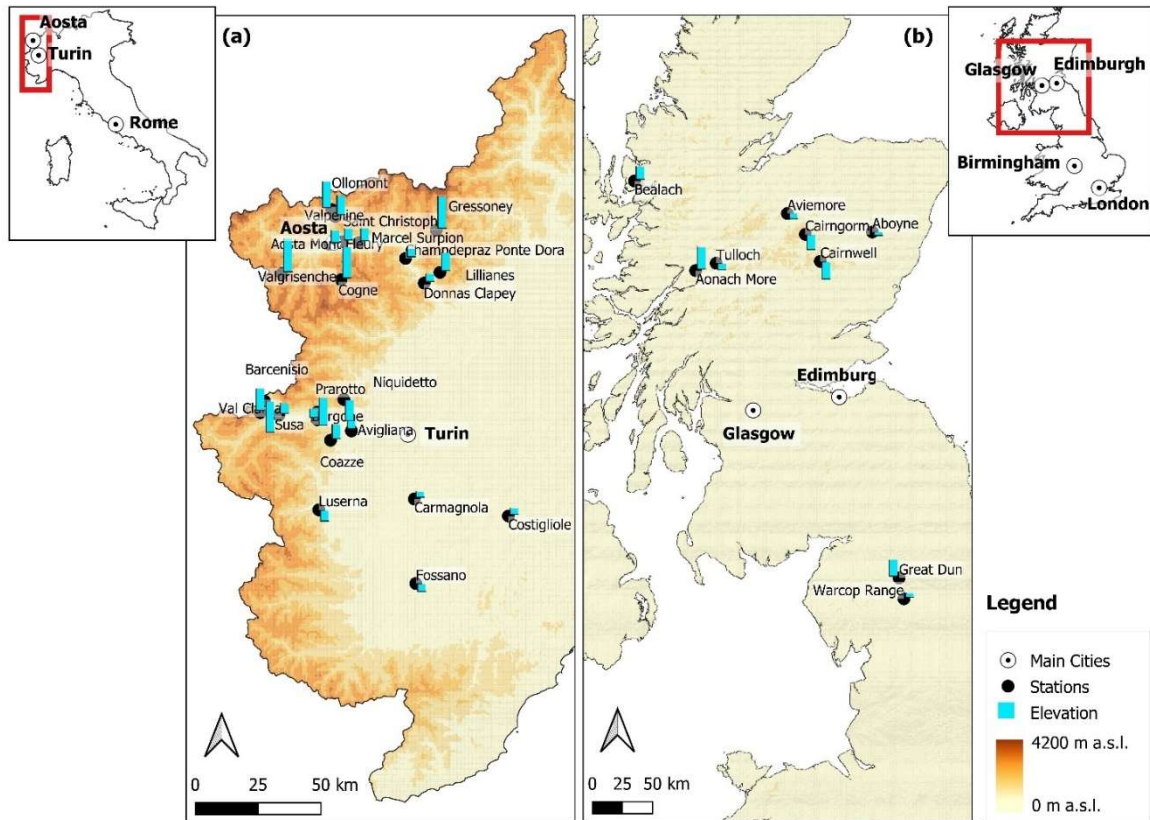 Aosta
Turin
Rome
(a)
Ollomont
Valpelline
Saint Christoph
Gressoney
Aosta
Aosta Mont Fleury
Marcel Surpion
Champdepraz Ponte Dora
Valgrisenche
Cogne
Lillianes
Donnas Clapey
Barcenisio
Niquidetto
Prarotto
Susa
Avigliana
Turin
Coazze
Luserna
Carmagnola
Costigliole
Fossano
0 25 50 km
(b)
Bealach
Aviemore
Cairngorm
Aboyne
Tulloch
Cairnwell
Aonach More
Edimburg
Glasgow
Great Dun
Warcop Range
0 25 50 km
Glasgow
Edimburgh
Birmingham
London
Legend
Main Cities
Stations
Elevation
4200 m a.s.l.
0 m a.s.l.